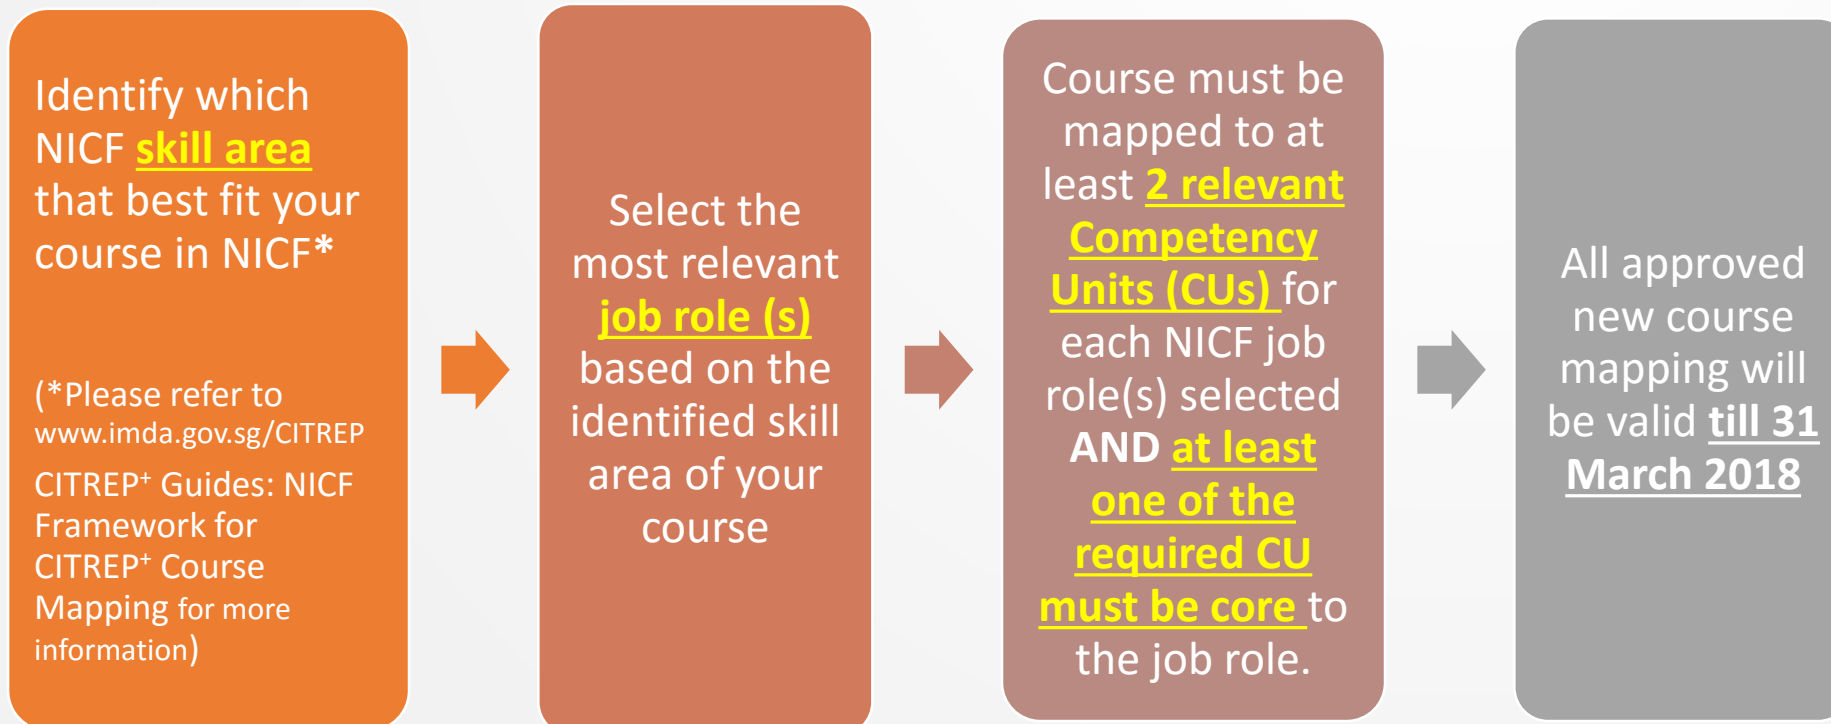 Identify which
NICF skill area
that best fit your
course in NICF*
(*Please refer to
www.imda.gov.sg/CITREP
CITREP⁺ Guides: NICF
Framework for
CITREP⁺ Course
Mapping for more
information)
Select the
most relevant
job role (s)
based on the
identified skill
area of your
course
Course must be
mapped to at
least 2 relevant
Competency
Units (CUs) for
each NICF job
role(s) selected
AND at least
one of the
required CU
must be core to
the job role.
All approved
new course
mapping will
be valid till 31
March 2018